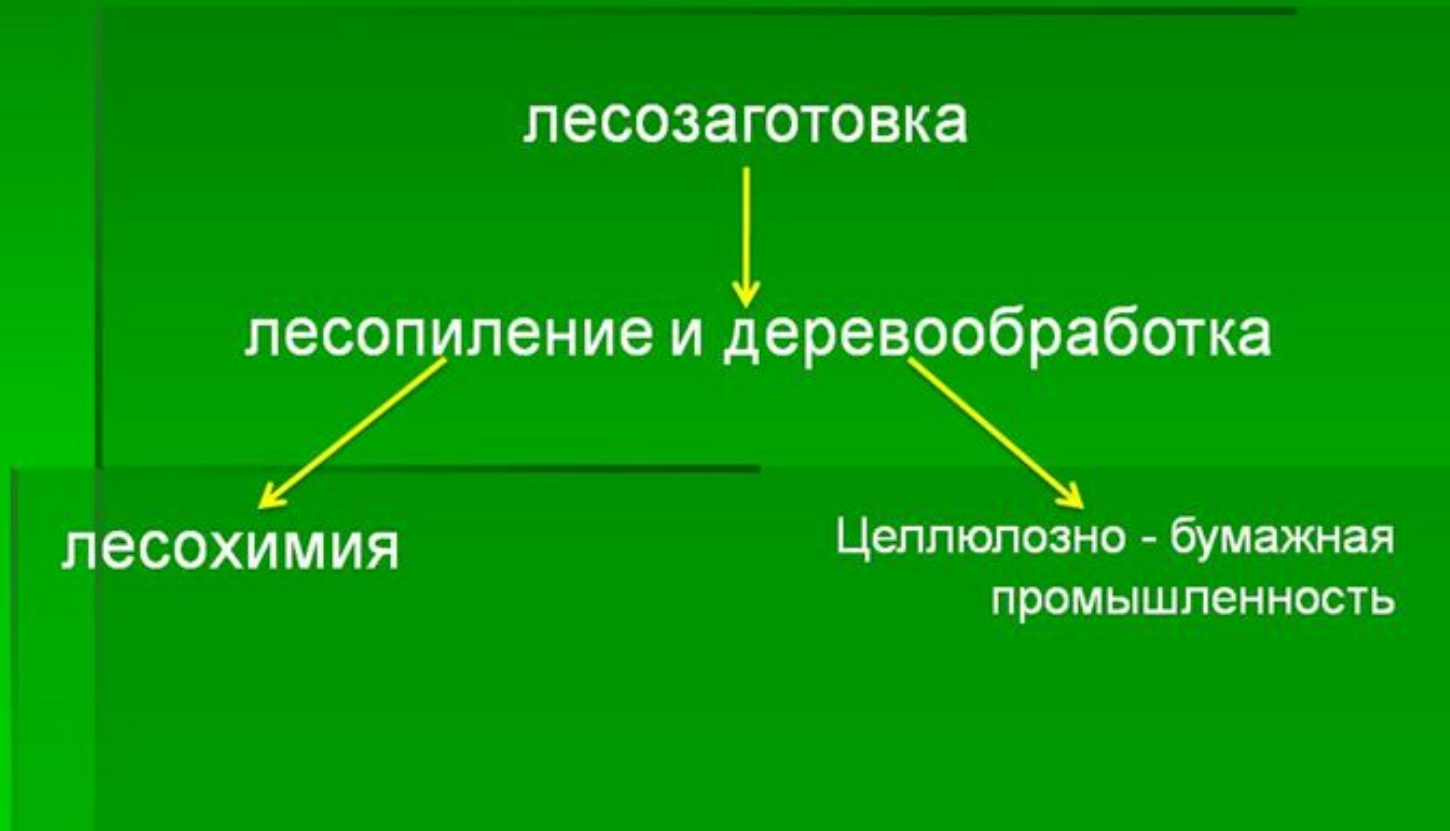 лесозаготовка
лесопиление и деревообработка
лесохимия
Целлюлозно - бумажная
промышленность